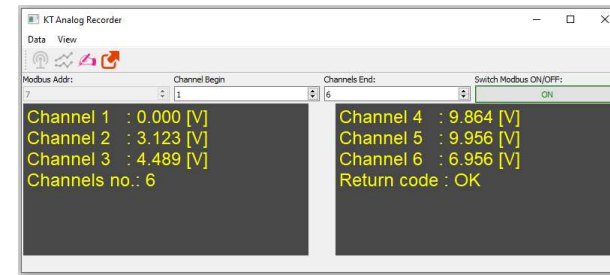 KT Analog Recorder
Data View
Modbus Addr: Channel Begin Channels End: Switch Modbus ON/OFF:
7 1 6 ON
Channel 1 : 0.000 [V]
Channel 2 : 3.123 [V]
Channel 3 : 4.489 [V]
Channels no.: 6
Channel 4 : 9.864 [V]
Channel 5 : 9.956 [V]
Channel 6 : 6.956 [V]
Return code : OK